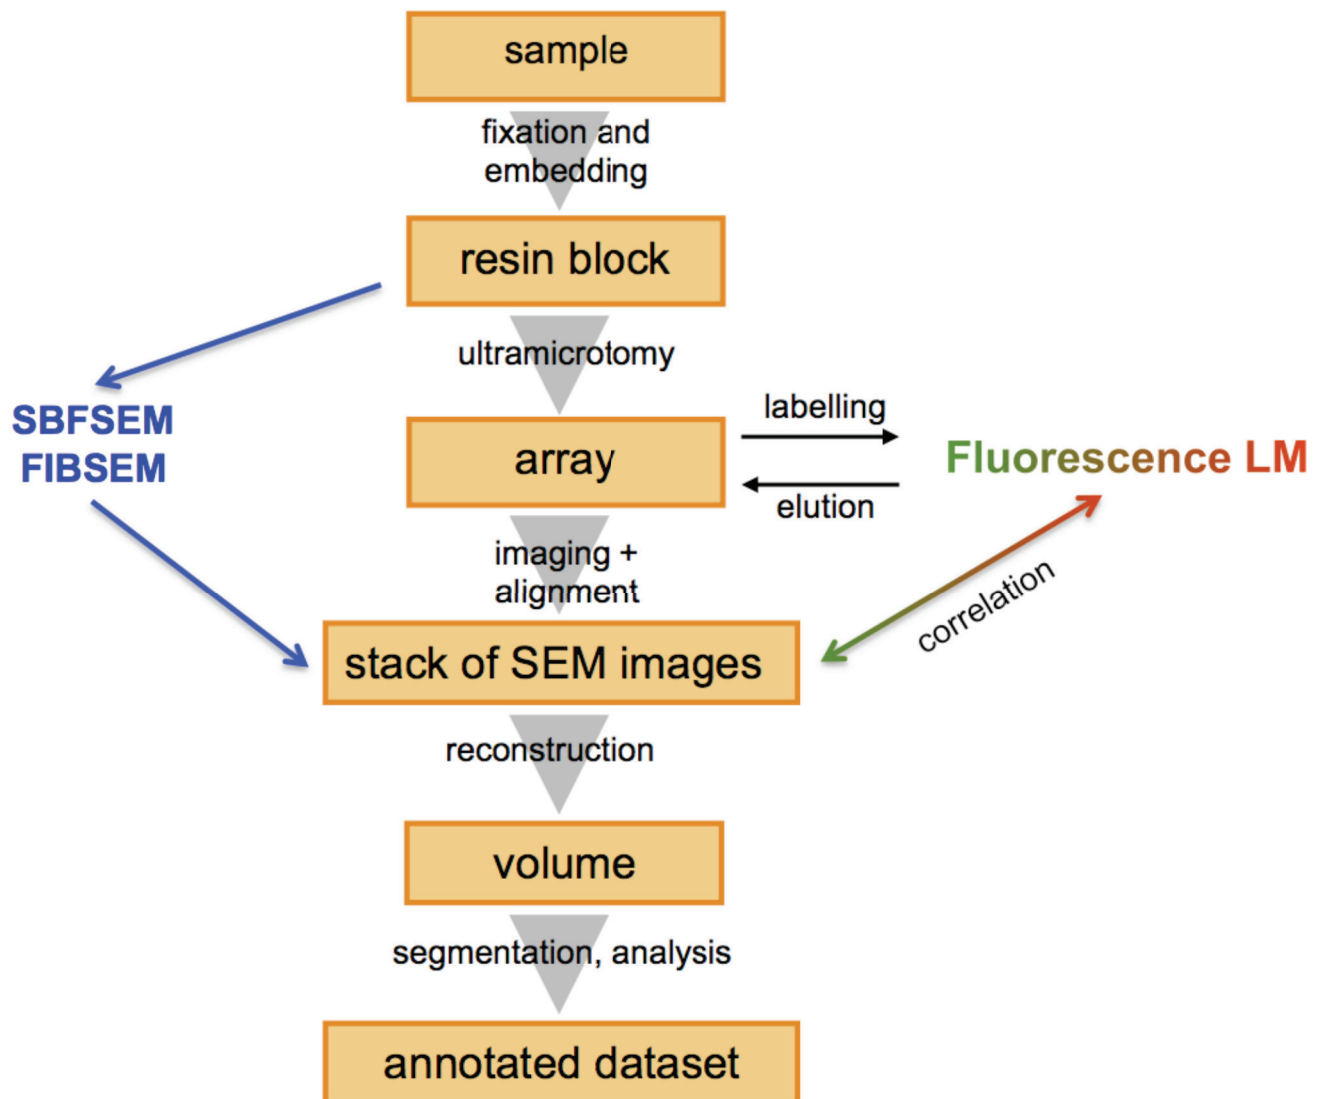 sample
fixation and
embedding
resin block
ultramicrotomy
SBFSEM
FIBSEM
array
labelling
elution
Fluorescence LM
imaging +
alignment
correlation
stack of SEM images
reconstruction
volume
segmentation, analysis
annotated dataset